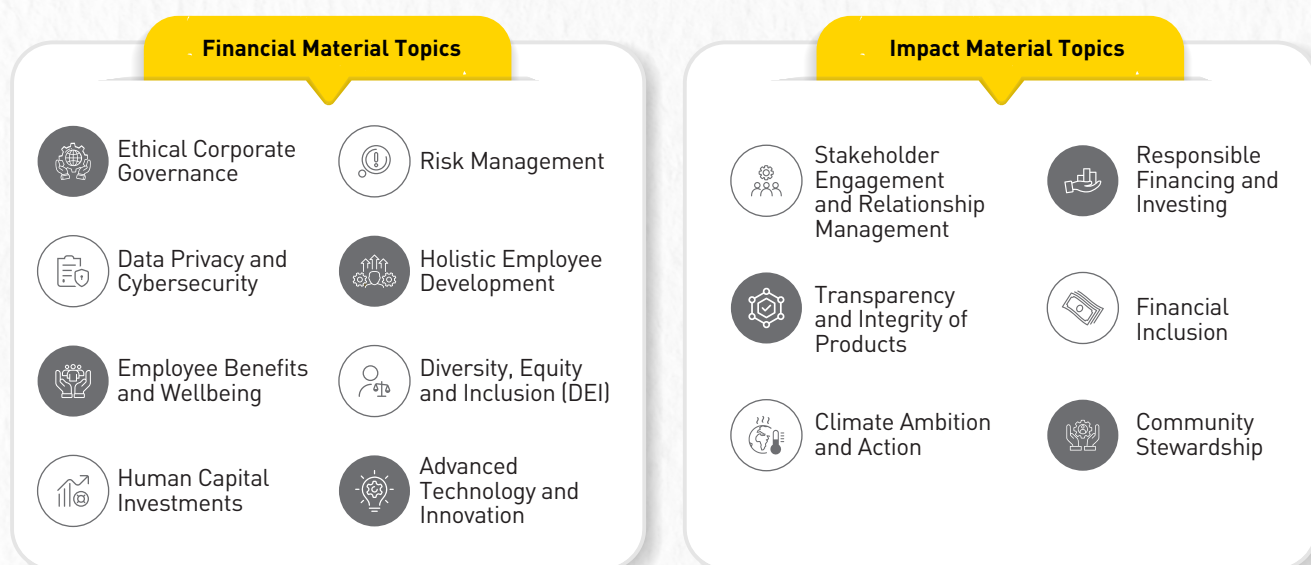 Financial Material Topics
Ethical Corporate
Governance
Risk Management
Data Privacy and
Cybersecurity
Holistic Employee
Development
Employee Benefits
and Wellbeing
Diversity, Equity
and Inclusion (DEI)
Human Capital
Investments
Advanced
Technology and
Innovation
Impact Material Topics
Stakeholder
Engagement
and Relationship
Management
Responsible
Financing and
Investing
Transparency
and Integrity of
Products
Financial
Inclusion
Climate Ambition
and Action
Community
Stewardship